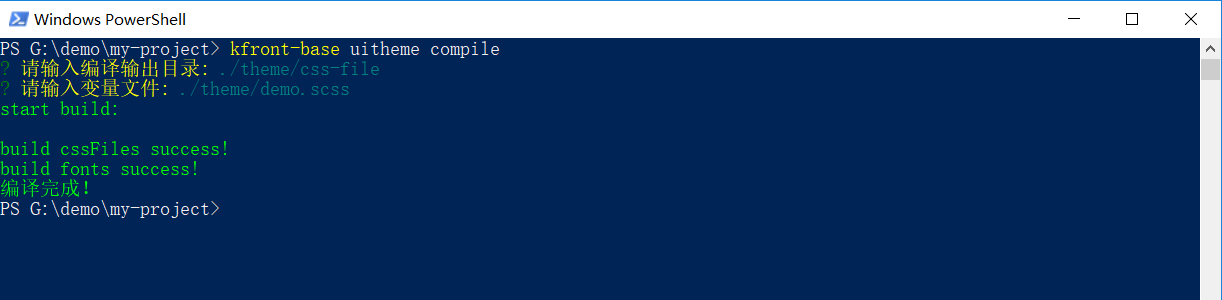 Windows PowerShell
PS G:\demo\my-project> kfront-base uitheme compile
? 请输入编译输出目录: ./theme/css-file
? 请输入变量文件: ./theme/demo.scss
start build:
build cssFiles success!
build fonts success!
编译完成!
PS G:\demo\my-project>